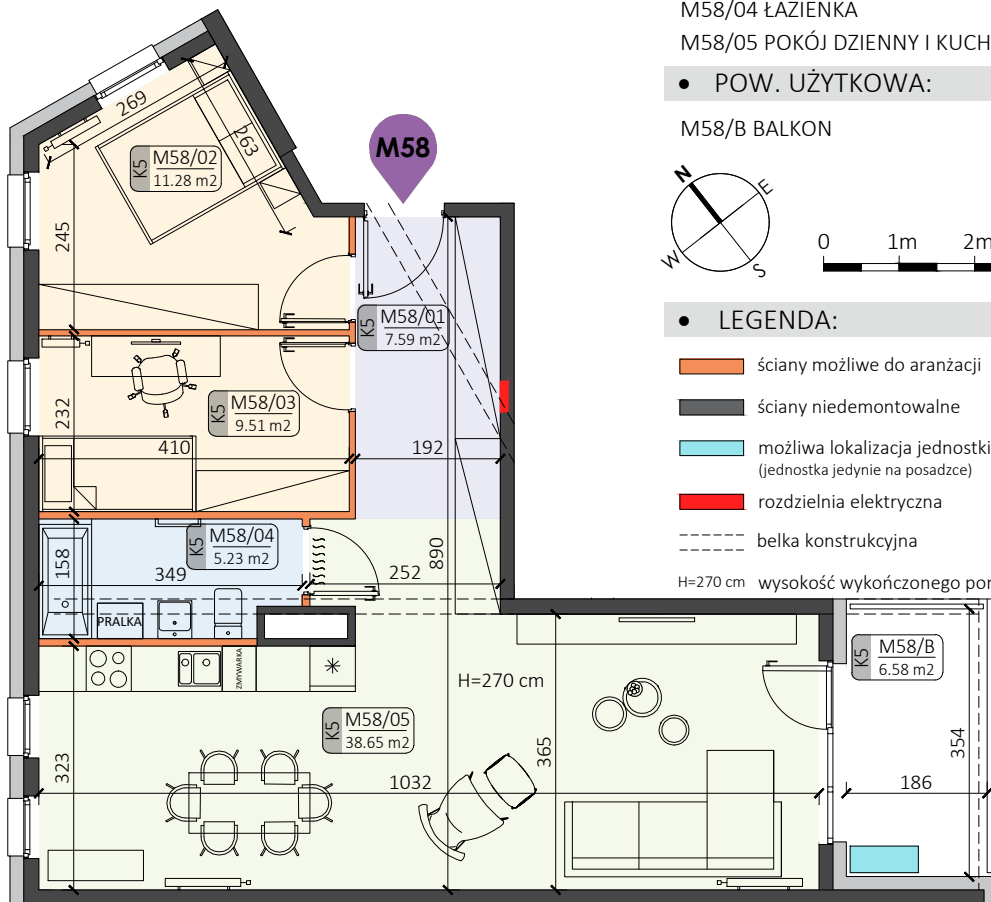 M58/04 ŁAZIENKA
M58/05 POKÓJ DZIENNY I KUCH
• POW. UŻYTKOWA:
M58/B BALKON
N
E
W
S
0 1m 2m
• LEGENDA:
ściany możliwe do aranżacji
ściany niedemontowalne
możliwa lokalizacja jednostki
(jednostka jedynie na posadzce)
rozdzielnia elektryczna
belka konstrukcyjna
H=270 cm wysokość wykończonego
M58
269
263
K5 M58/02
11.28 m2
245
K5 M58/01
7.59 m2
232
K5 M58/03
9.51 m2
410
192
K5 M58/04
5.23 m2
158
349
252
890
PRALKA
ZMYWARKA
H=270 cm
K5 M58/B
6.58 m2
K5 M58/05
38.65 m2
323
365
354
1032
186